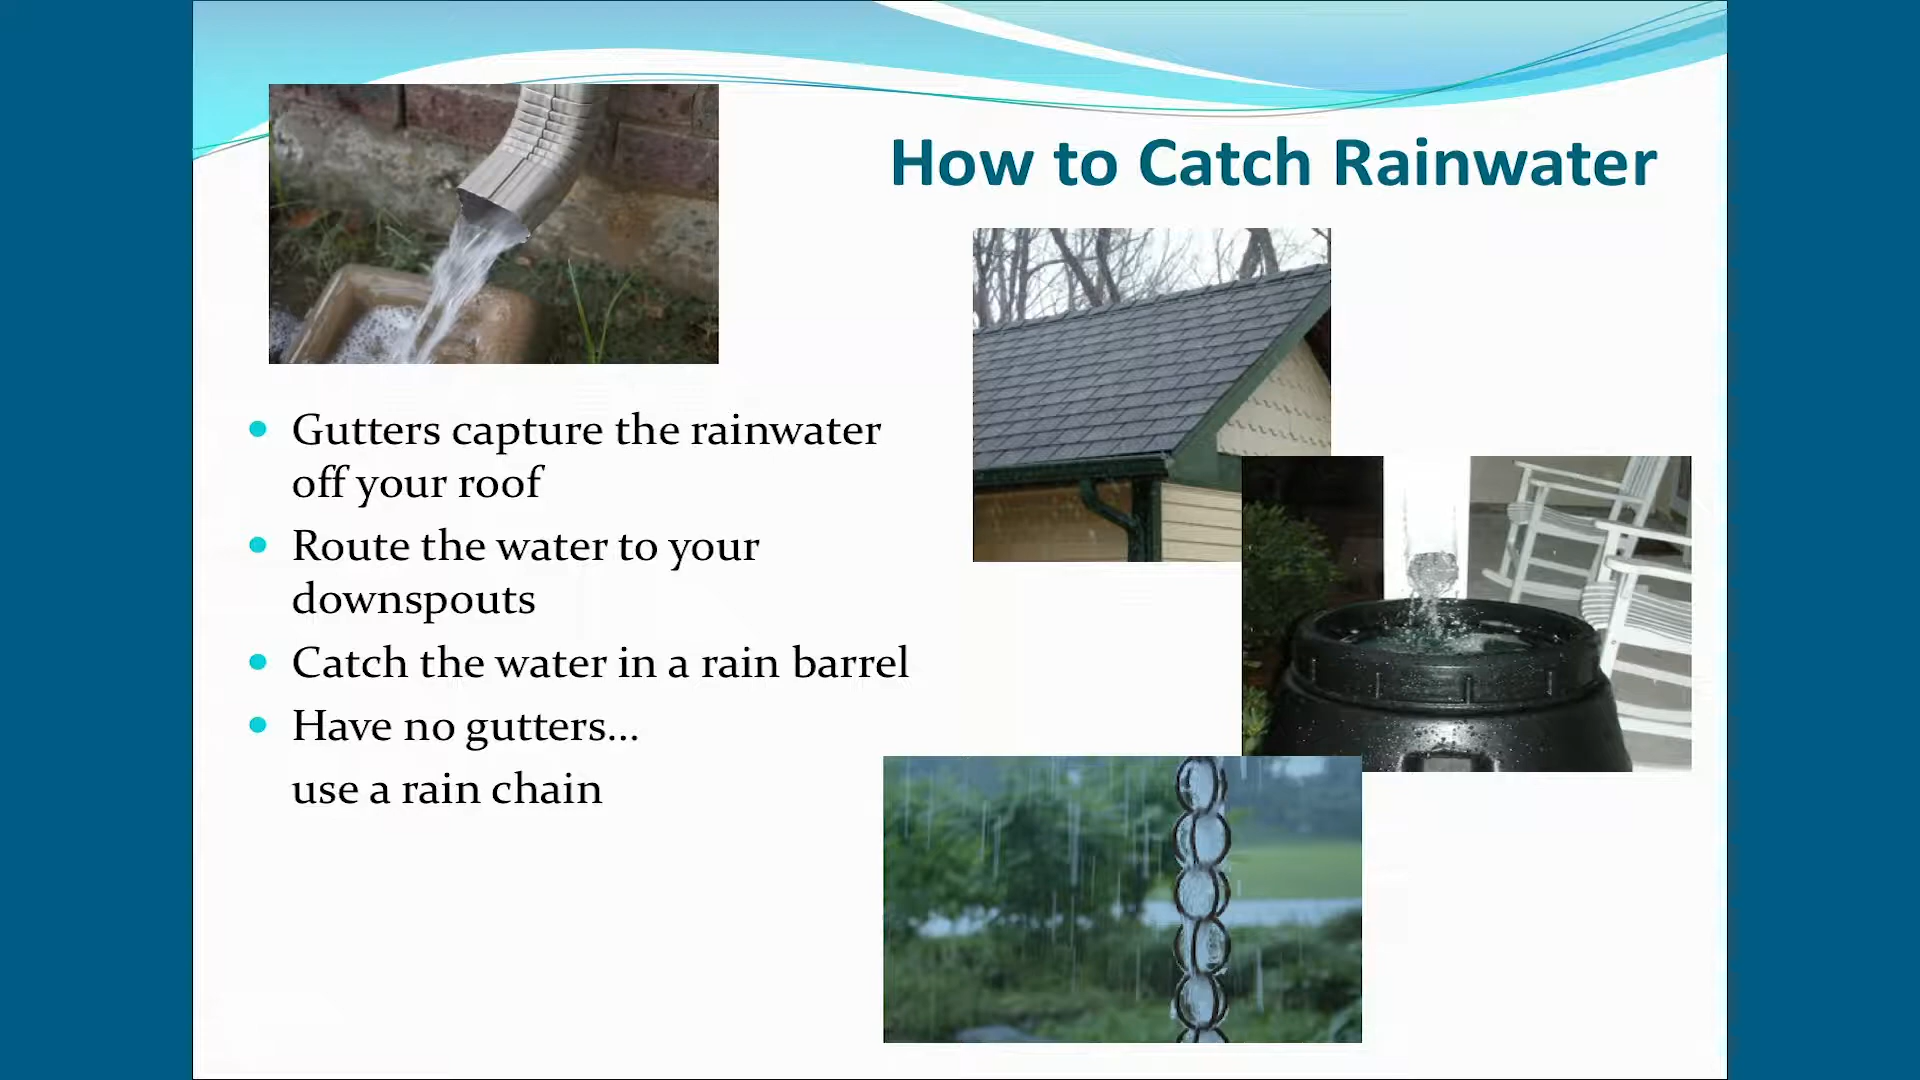 How to Catch Rainwater
• Gutters capture the rainwater
off your roof
• Route the water to your
downspouts
• Catch the water in a rain barrel
• Have no gutters...
use a rain chain